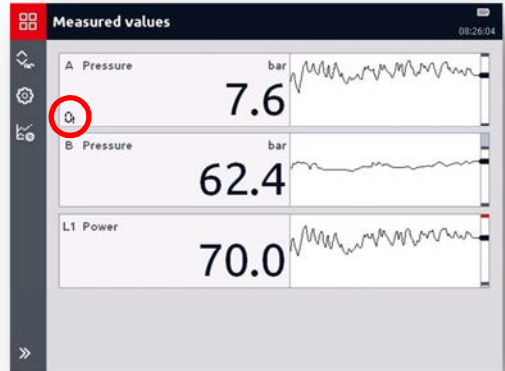 Measured values
08:26:04
A Pressure bar
7.6
B Pressure bar
62.4
L1 Power
70.0